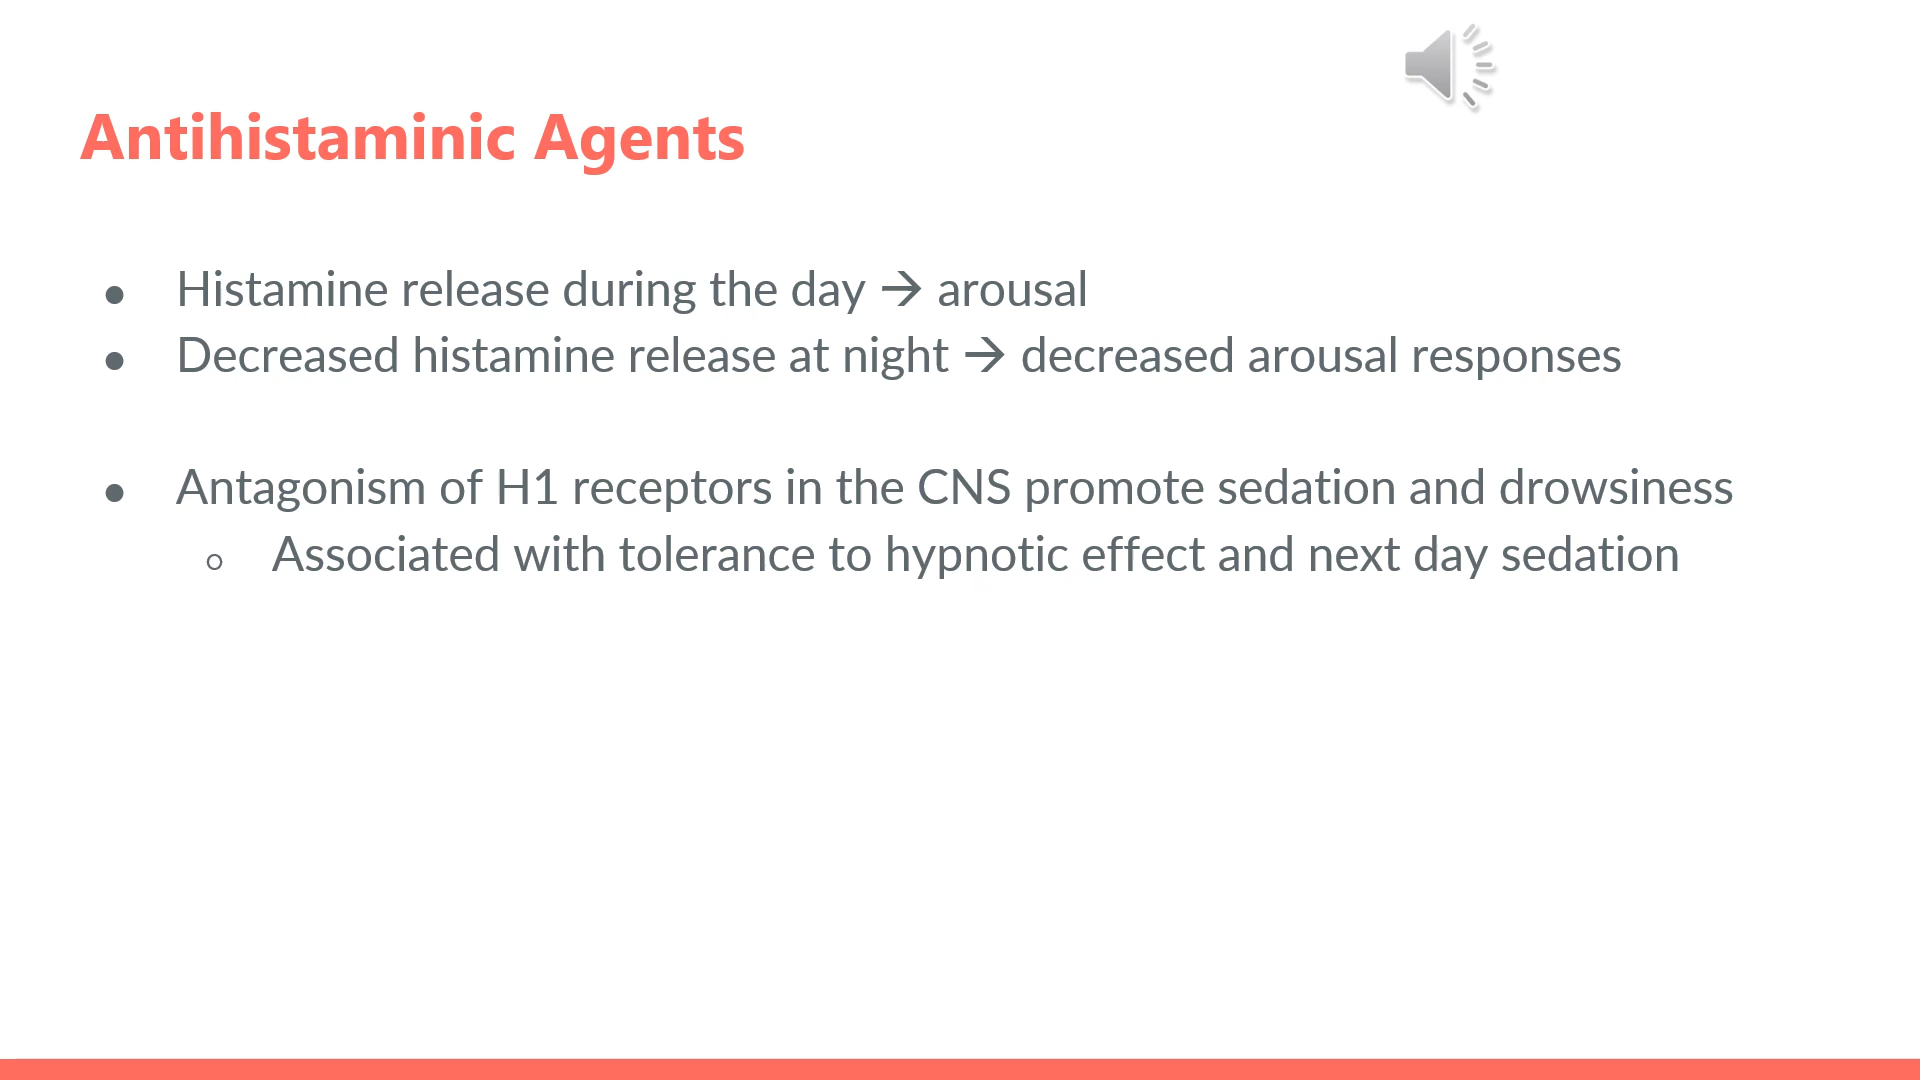 Antihistaminic Agents
● Histamine release during the day → arousal
● Decreased histamine release at night → decreased arousal responses
● Antagonism of H1 receptors in the CNS promote sedation and drowsiness
○ Associated with tolerance to hypnotic effect and next day sedation